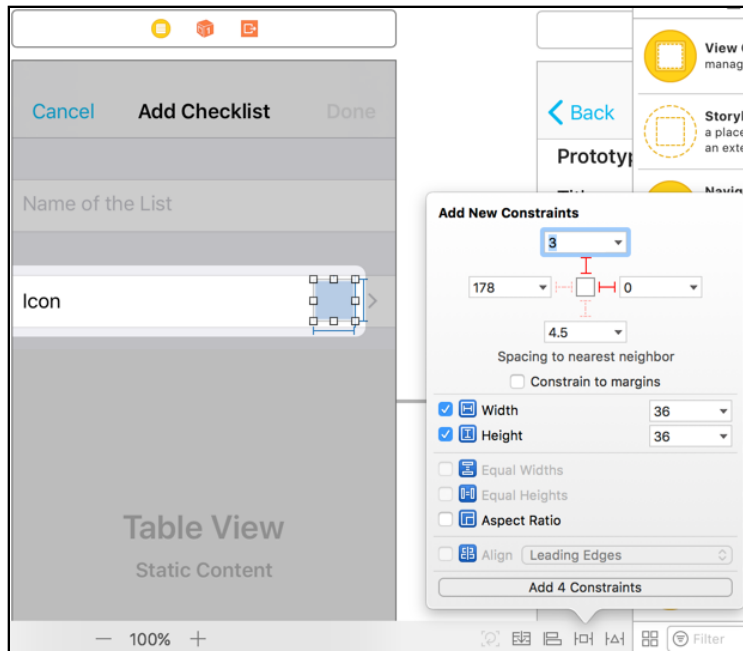 View
manag
Cancel
Add Checklist
Done
Back
Story
a place
an exte
Prototyp
Name of the List
Add New Constraints
3
178
0
4.5
Spacing to nearest neighbor
Constrain to margins
Icon
Width
36
Height
36
Equal Widths
Equal Heights
Aspect Ratio
Align
Leading Edges
Add 4 Constraints
Table View
Static Content
100%
Filter